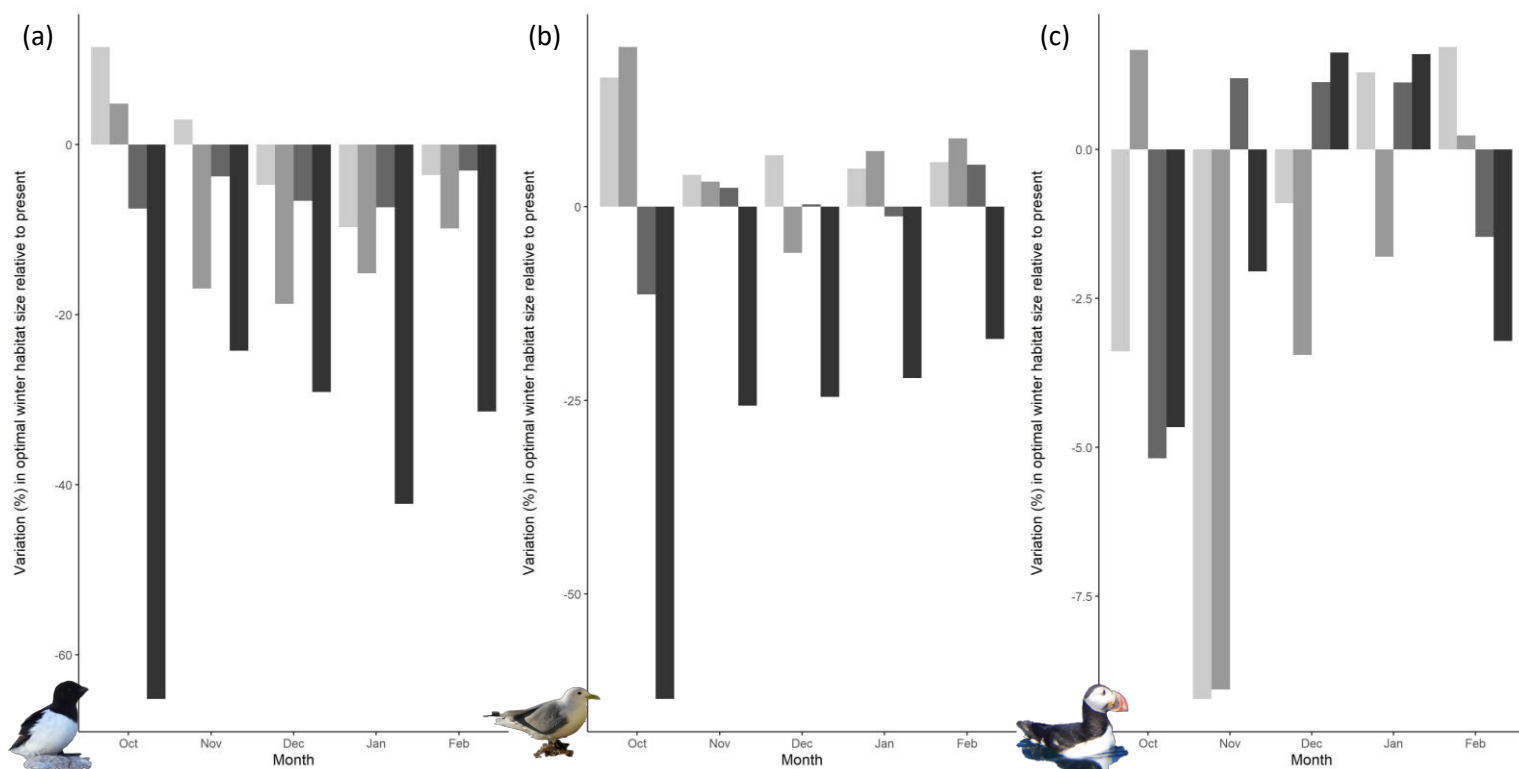 (a)
Variation (%) in optimal winter habitat size relative to present
0
-20
-40
-60
Oct Nov Dec Jan Feb
Month
(b)
Variation (%) in optimal winter habitat size relative to present
0
-25
-50
Oct Nov Dec Jan Feb
Month
(c)
Variation (%) in optimal winter habitat size relative to present
0.0
-2.5
-5.0
-7.5
Oct Nov Dec Jan Feb
Month